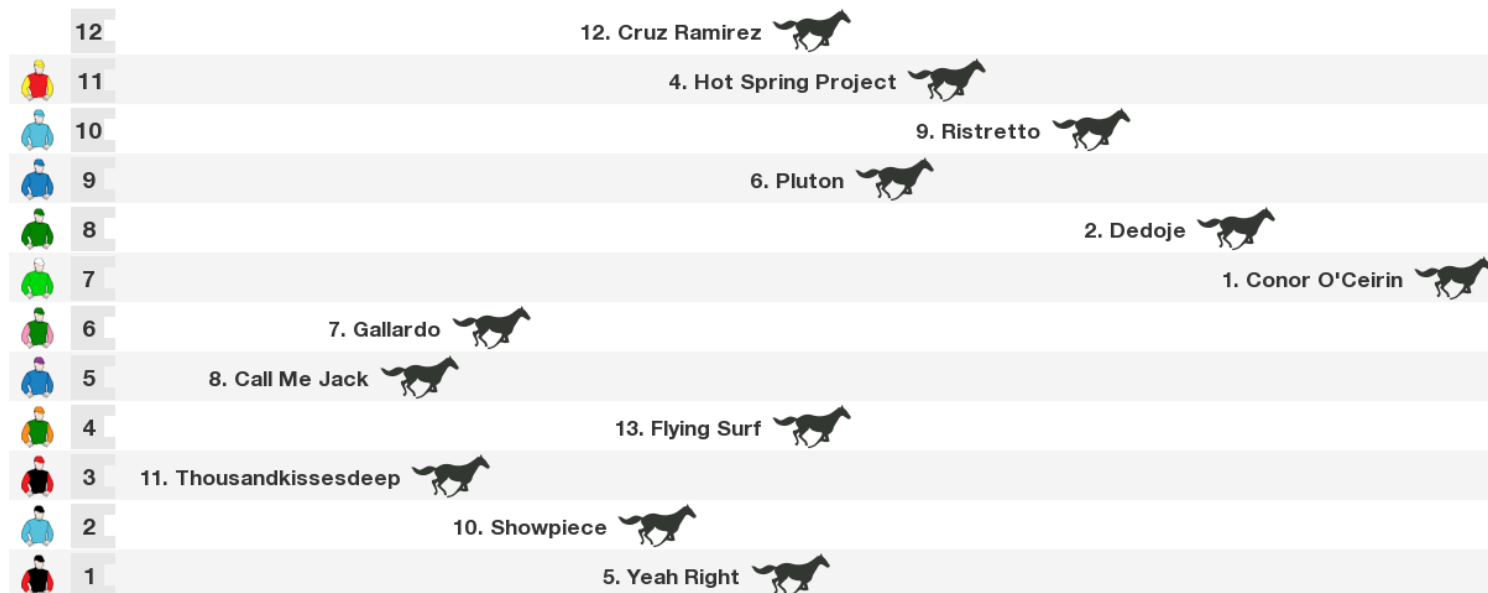 12 12. Cruz Ramirez
11 4. Hot Spring Project
10 9. Ristretto
9 6. Pluton
8 2. Dedoje
7 1. Conor O'Ceirin
6 7. Gallardo
5 8. Call Me Jack
4 13. Flying Surf
3 11. Thousandkissesdeep
2 10. Showpiece
1 5. Yeah Right